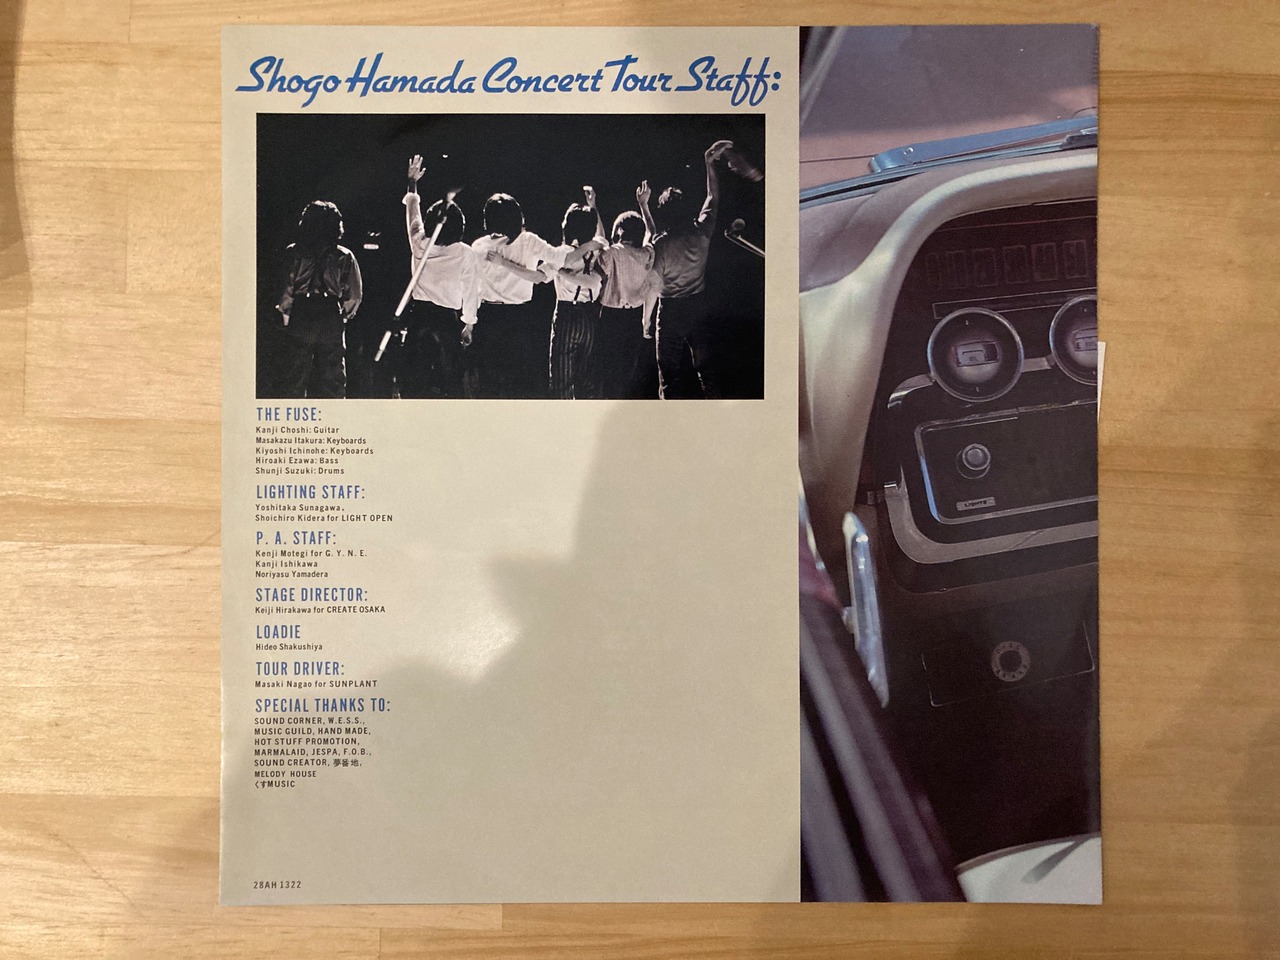 Shogo Hamada Concert Tour Staff:
THE FUSE:
Kanji Choshi: Guitar
Masakazu Itakura: Keyboards
Kiyoshi Ichinohe: Keyboards
Hiroaki Ezawa: Bass
Shunji Suzuki: Drums
LIGHTING STAFF:
Yoshitaka Sunagawa,
Shoichiro Kidera for LIGHT OPEN
P. A. STAFF:
Kenji Motegi for G. Y. N. E.
Kanji Ishikawa
Noriyasu Yamadera
STAGE DIRECTOR:
Keiji Hirakawa for CREATE OSAKA
LOADIE
Hideo Shakushiya
TOUR DRIVER:
Masaki Nagao for SUNPLANT
SPECIAL THANKS TO:
SOUND CORNER, W.E.S.S.,
MUSIC GUILD, HAND MADE,
HOT STUFF PROMOTION,
MARMALAID, JESPA, F.O.B.,
SOUND CREATOR, 夢番地,
MELODY HOUSE
くすMUSIC
28AH 1322
LIGHTS